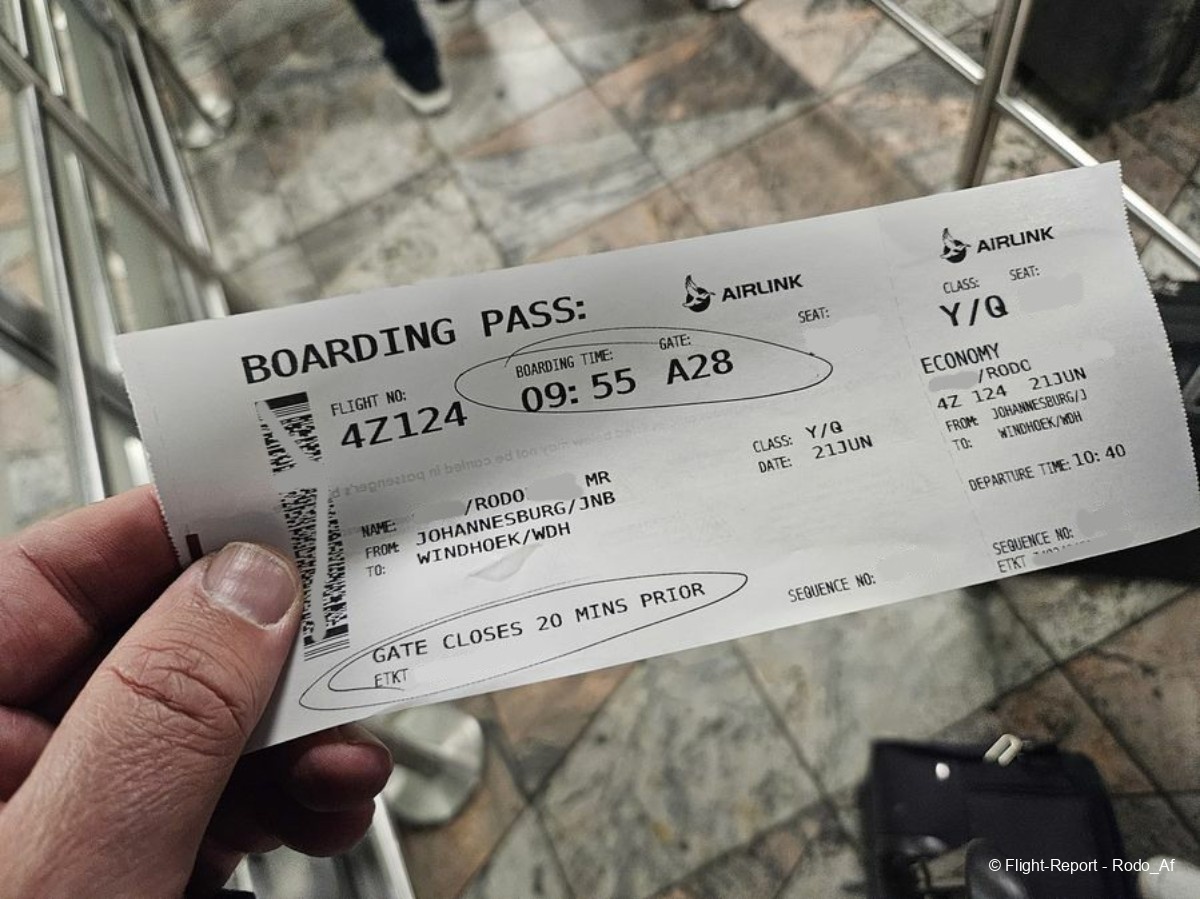 BOARDING PASS:
AIRLINK
FLIGHT NO:
4Z124
BOARDING TIME:
09: 55
GATE:
A28
SEAT:
CLASS: Y/Q
DATE: 21JUN
NAME: /RODO MR
FROM: JOHANNESBURG/JNB
TO: WINDHOEK/WDH
GATE CLOSES 20 MINS PRIOR
ETKT
SEQUENCE NO:
AIRLINK
CLASS: SEAT:
Y/Q
ECONOMY
/RODO
4Z 124 21JUN
FROM: JOHANNESBURG/J
TO: WINDHOEK/WDH
DEPARTURE TIME: 10: 40
SEQUENCE NO:
ETKT
© Flight-Report - Rodo_Af